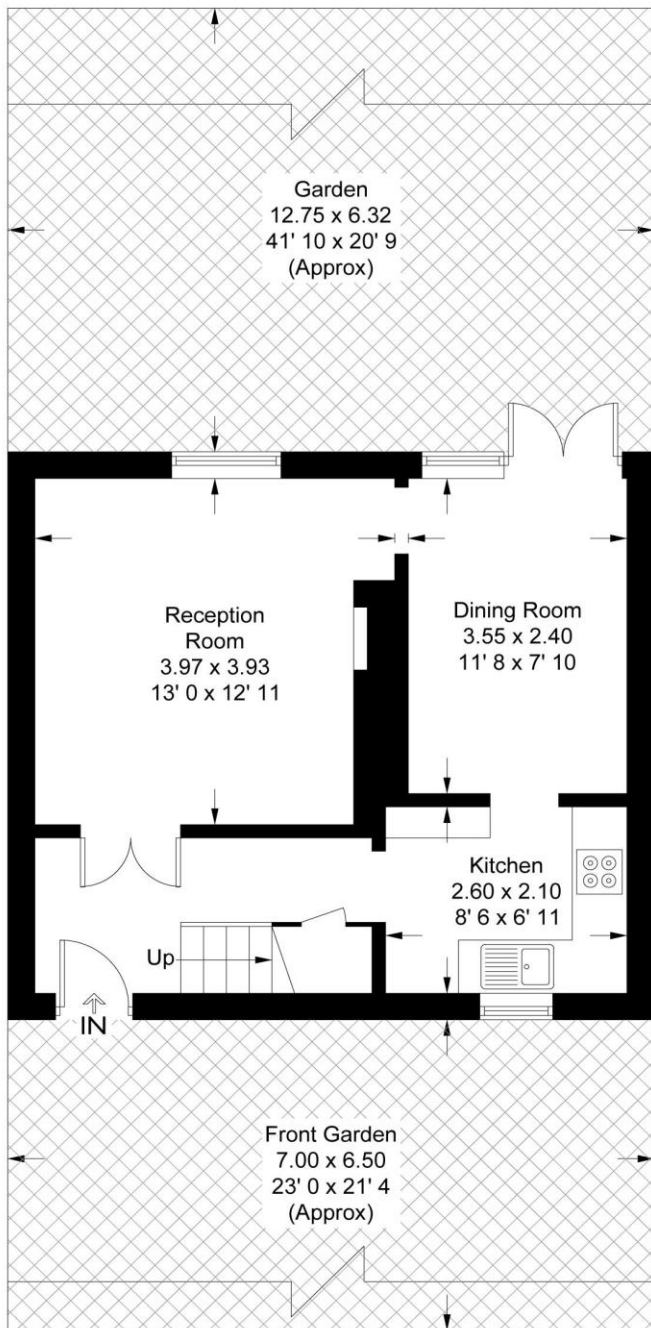 Garden
12.75 x 6.32
41' 10 x 20' 9
(Approx)
Reception
Room
3.97 x 3.93
13' 0 x 12' 11
Dining Room
3.55 x 2.40
11' 8 x 7' 10
Kitchen
2.60 x 2.10
8' 6 x 6' 11
Up
IN
Front Garden
7.00 x 6.50
23' 0 x 21' 4
(Approx)